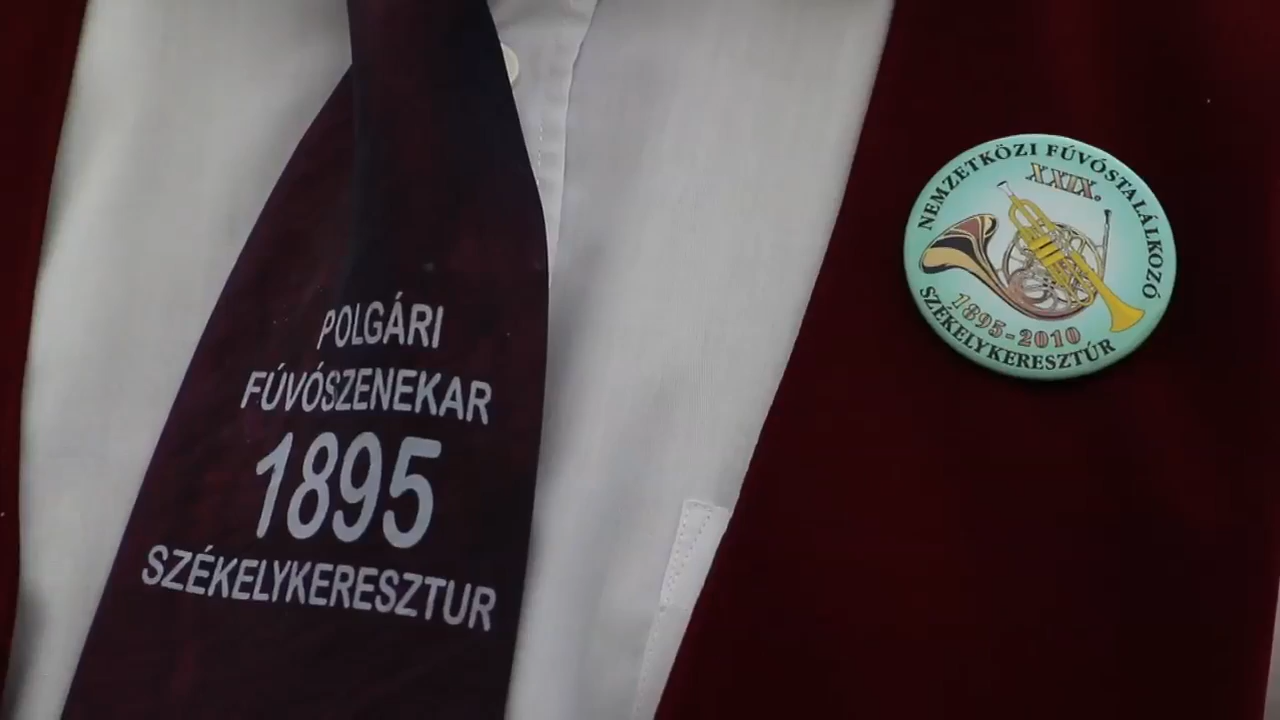 POLGÁRI
FÚVÓSZENEKAR
1895
SZÉKELYKERESZTUR
NEMZETKÖZI FÚVÓSTALÁLKOZÓ
XXIX.
1895-2010
SZÉKELYKERESZTÚR